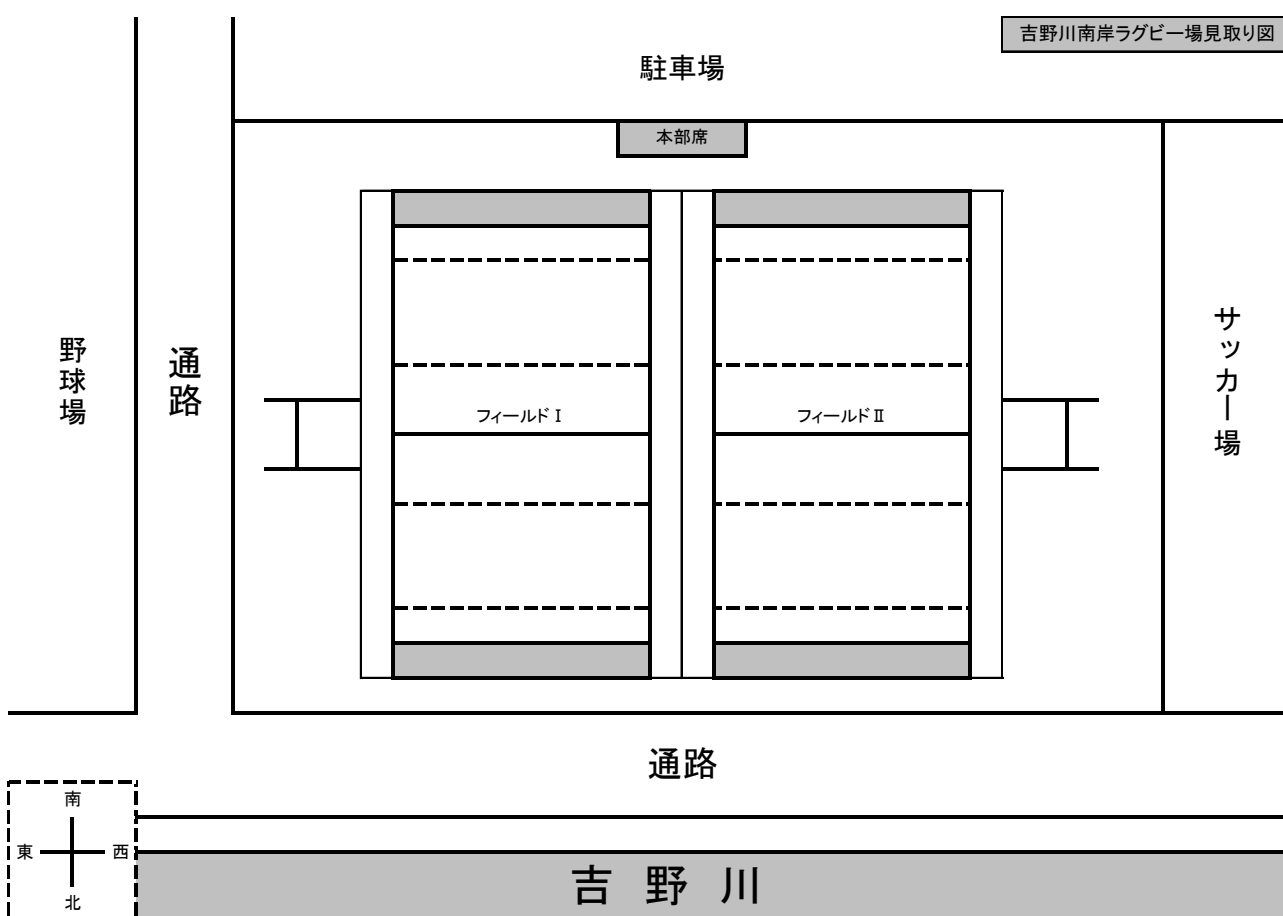 吉野川南岸ラグビー場見取り図
駐車場
本部席
野球場
通路
フィールドⅠ
フィールドⅡ
サッカー場
通路
南
東
西
北
吉野川